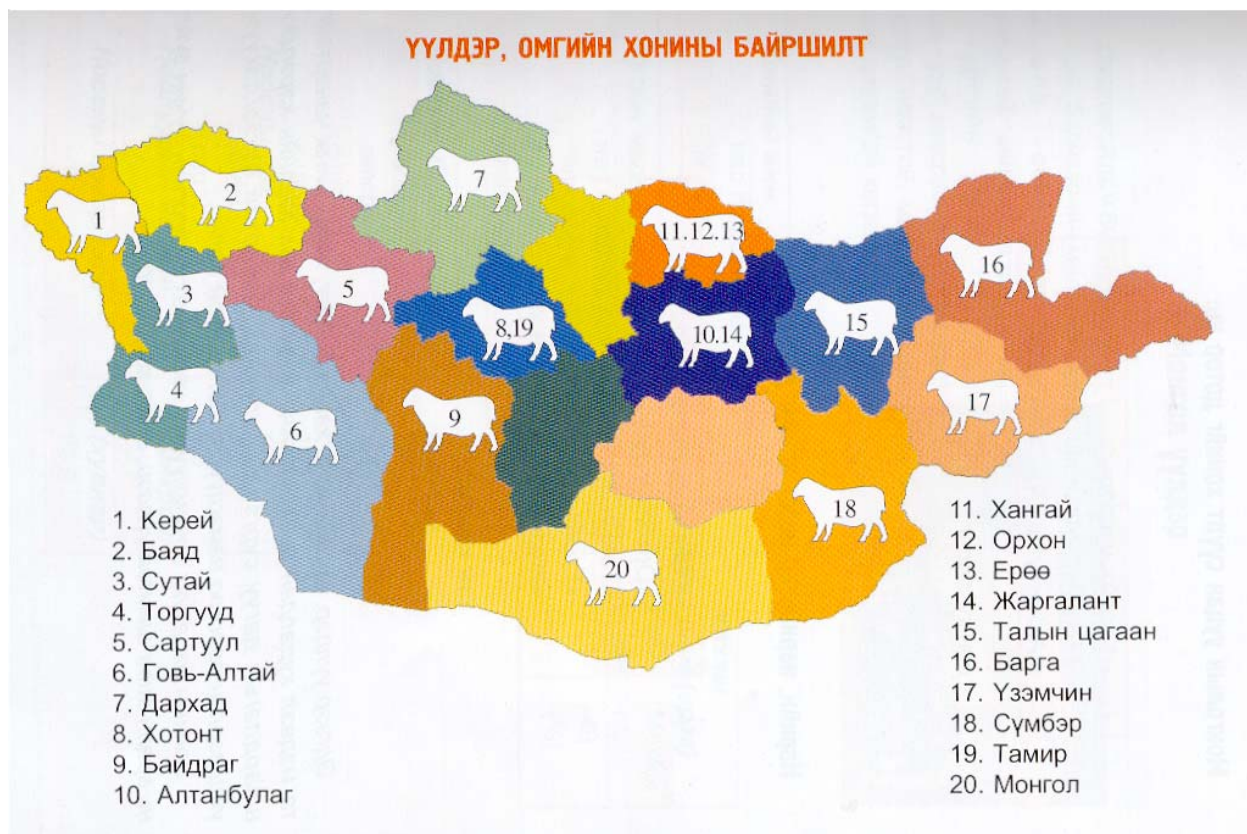 ҮҮЛДЭР, ОМГИЙН ХОНИНЫ БАЙРШИЛТ
1
2
3
4
5
6
7
8,19
9
10.14
11.12.13
15
16
17
18
20
1. Керей
2. Баяд
3. Сутай
4. Торгууд
5. Сартуул
6. Говь-Алтай
7. Дархад
8. Хотонт
9. Байдраг
10. Алтанбулаг
11. Хангай
12. Орхон
13. Ерөө
14. Жаргалант
15. Талын цагаан
16. Барга
17. Үзэмчин
18. Сүмбэр
19. Тамир
20. Монгол